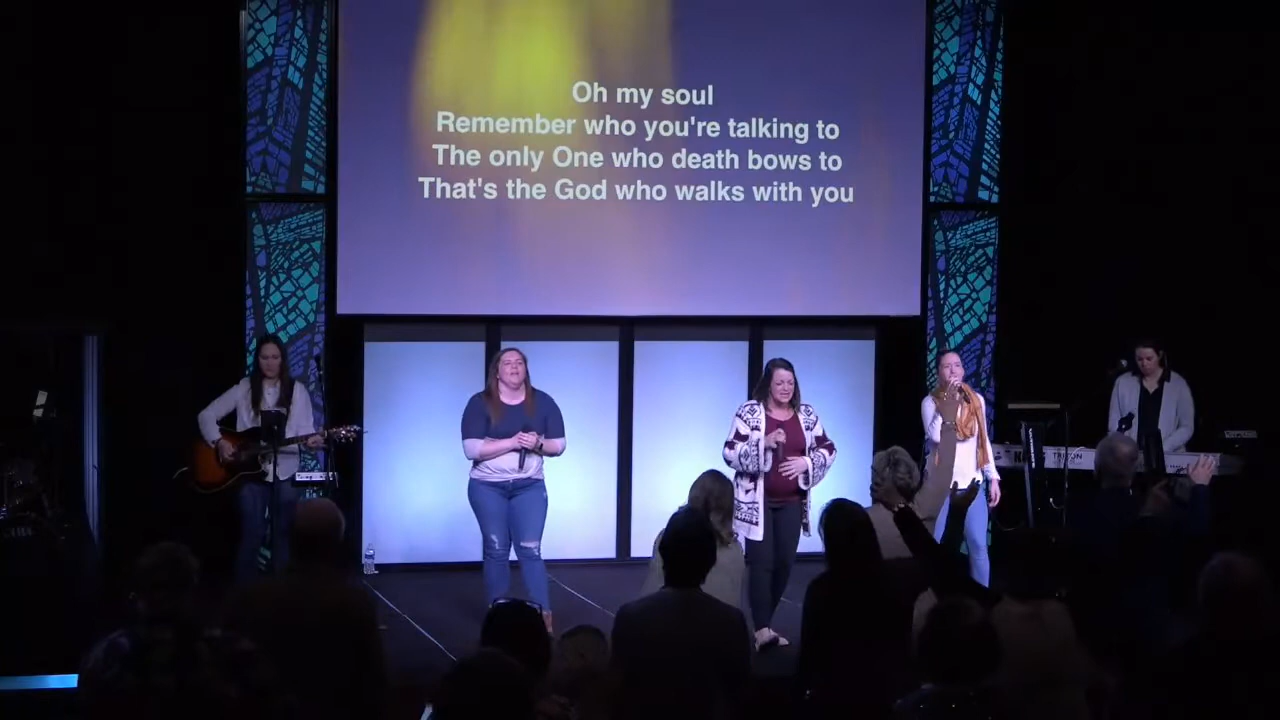 Oh my soul
Remember who you're talking to
The only One who death bows to
That's the God who walks with you
TRITON